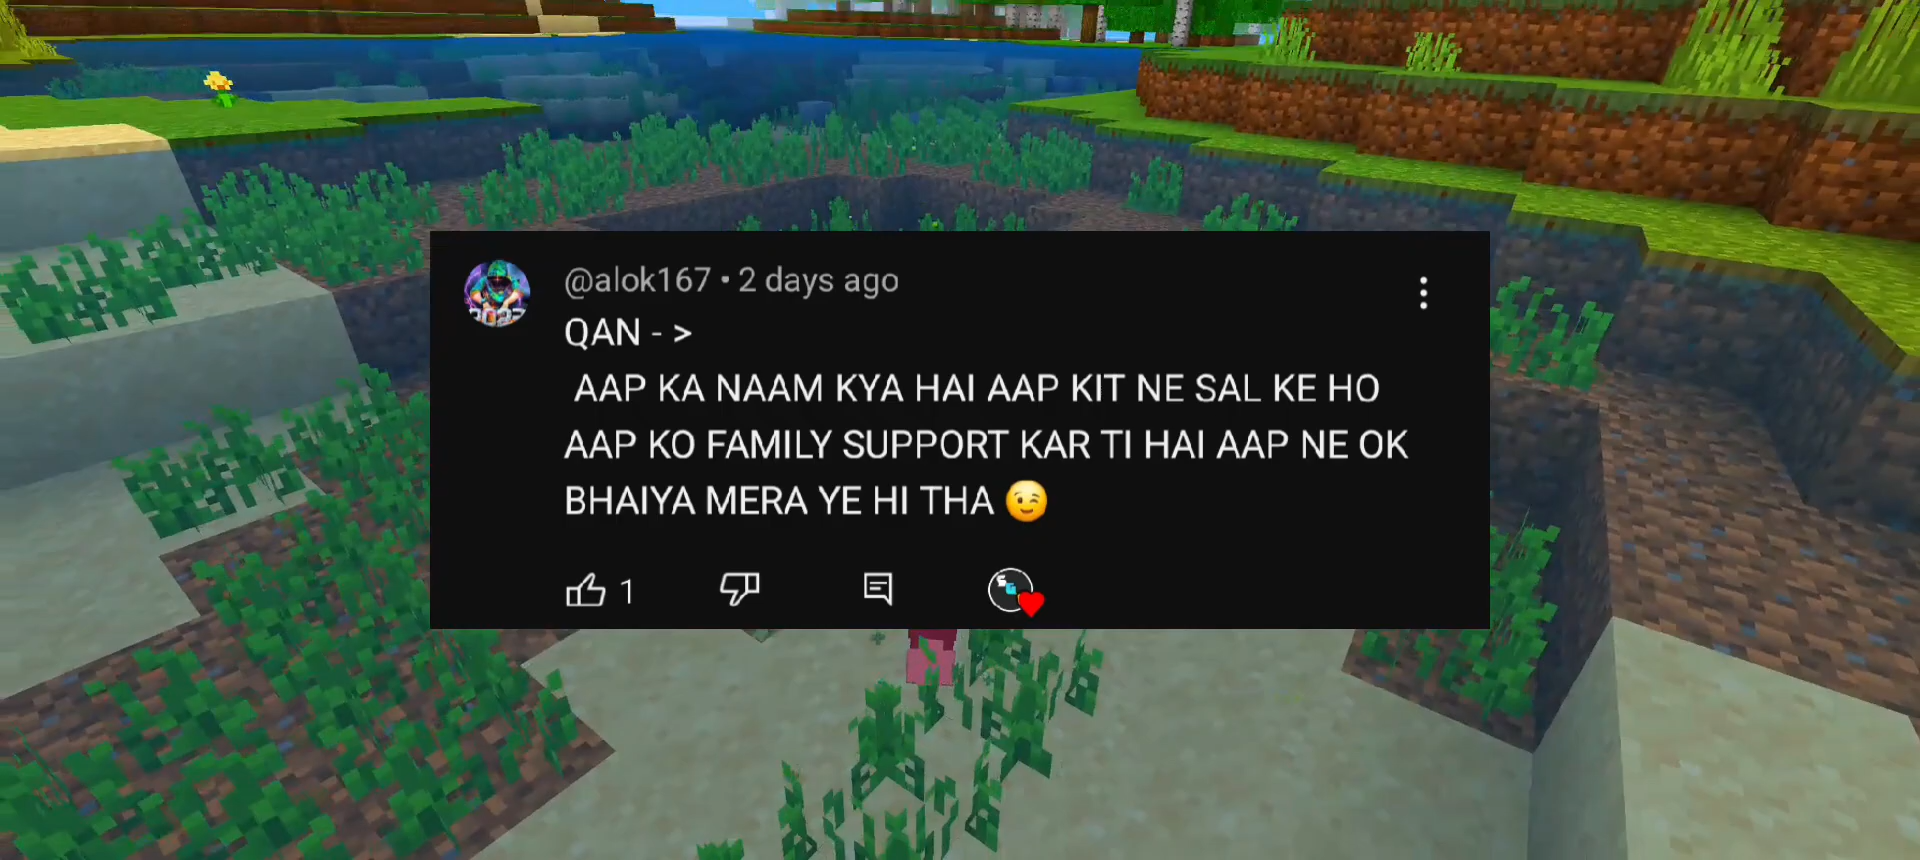 @alok167 • 2 days ago
QAN - >
AAP KA NAAM KYA HAI AAP KIT NE SAL KE HO
AAP KO FAMILY SUPPORT KAR TI HAI AAP NE OK
BHAIYA MERA YE HI THA 😉
1